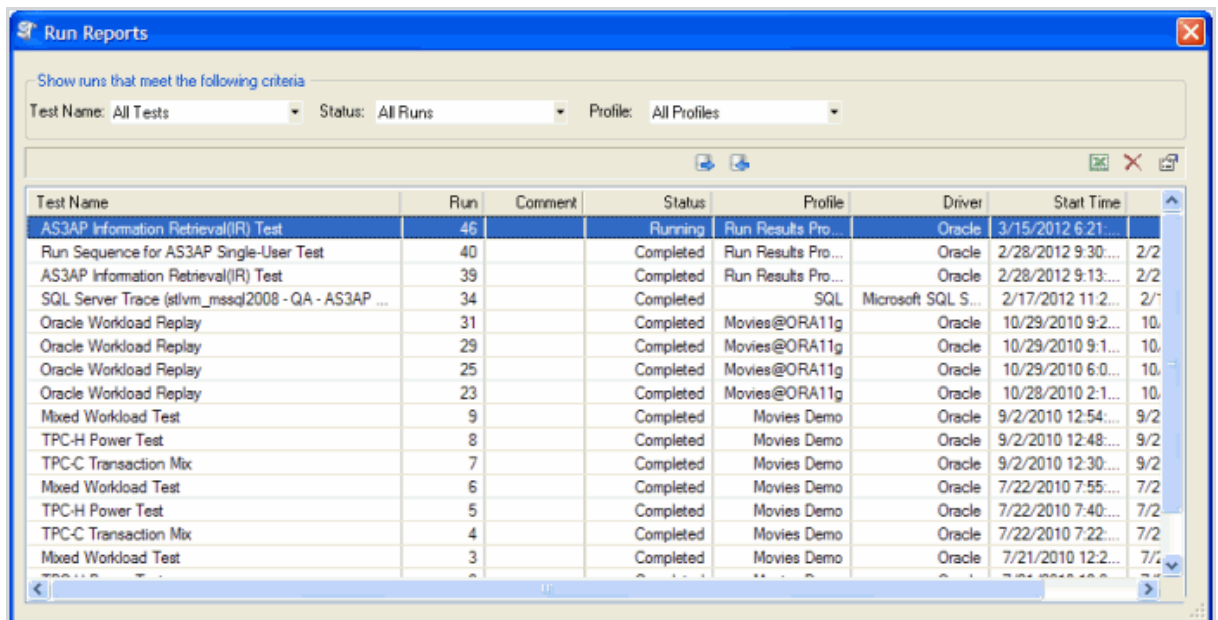 Run Reports
Show runs that meet the following criteria
Test Name: All Tests Status: All Runs Profile: All Profiles
Test Name Run Comment Status Profile Driver Start Time
AS3AP Information Retrieval(IR) Test 46 Running Run Results Pro... Oracle 3/15/2012 6:21:...
Run Sequence for AS3AP Single-User Test 40 Completed Run Results Pro... Oracle 2/28/2012 9:30:... 2/2
AS3AP Information Retrieval(IR) Test 39 Completed Run Results Pro... Oracle 2/28/2012 9:13:... 2/2
SQL Server Trace (stlvm_mssql2008 - QA - AS3AP ... 34 Completed SQL Microsoft SQL S... 2/17/2012 11:2... 2/1
Oracle Workload Replay 31 Completed Movies@ORA11g Oracle 10/29/2010 9:2... 10/
Oracle Workload Replay 29 Completed Movies@ORA11g Oracle 10/29/2010 9:1... 10/
Oracle Workload Replay 25 Completed Movies@ORA11g Oracle 10/29/2010 6:0... 10/
Oracle Workload Replay 23 Completed Movies@ORA11g Oracle 10/28/2010 2:1... 10/
Mixed Workload Test 9 Completed Movies Demo Oracle 9/2/2010 12:54:... 9/2
TPC-H Power Test 8 Completed Movies Demo Oracle 9/2/2010 12:48:... 9/2
TPC-C Transaction Mix 7 Completed Movies Demo Oracle 9/2/2010 12:30:... 9/2
Mixed Workload Test 6 Completed Movies Demo Oracle 7/22/2010 7:55:... 7/2
TPC-H Power Test 5 Completed Movies Demo Oracle 7/22/2010 7:40:... 7/2
TPC-C Transaction Mix 4 Completed Movies Demo Oracle 7/22/2010 7:22:... 7/2
Mixed Workload Test 3 Completed Movies Demo Oracle 7/21/2010 12:2... 7/2